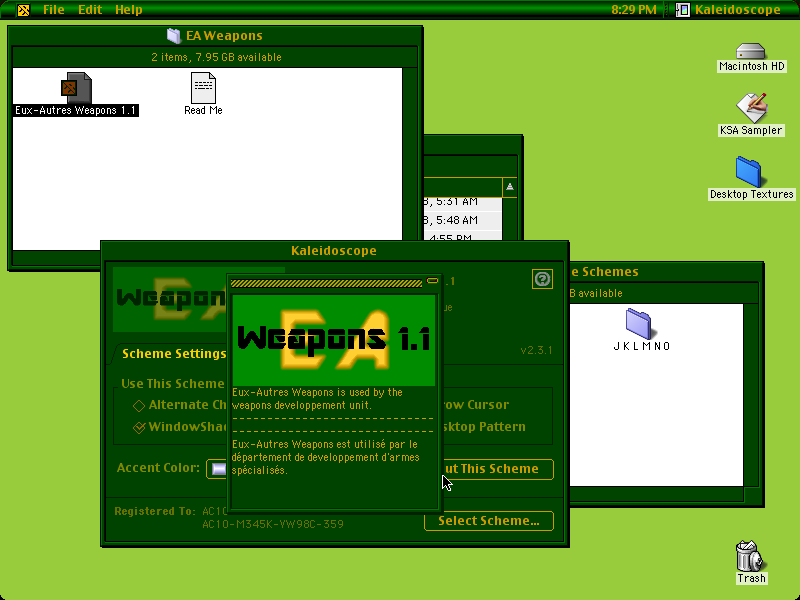 File Edit Help
8:29 PM
Kaleidoscope
EA Weapons
2 items, 7.95 GB available
Eux-Autres Weapons 1.1
Read Me
Macintosh HD
KSA Sampler
Desktop Textures
5:31 AM
5:48 AM
4:55 PM
Kaleidoscope
e Schemes
B available
J K L M N O
Weapon
EA
.1
ue
v2.3.1
Scheme Settings
Use This Scheme
Alternate Ch
WindowShad
ow Cursor
sktop Pattern
Accent Color:
ut This Scheme
Registered To: AC10
AC10-M345K-YW98C-359
Select Scheme...
EA
Weapons 1.1
Eux-Autres Weapons is used by the
weapons developpement unit.
Eux-Autres Weapons est utilisé par le
département de developpement d'armes
spécialisés.
Trash